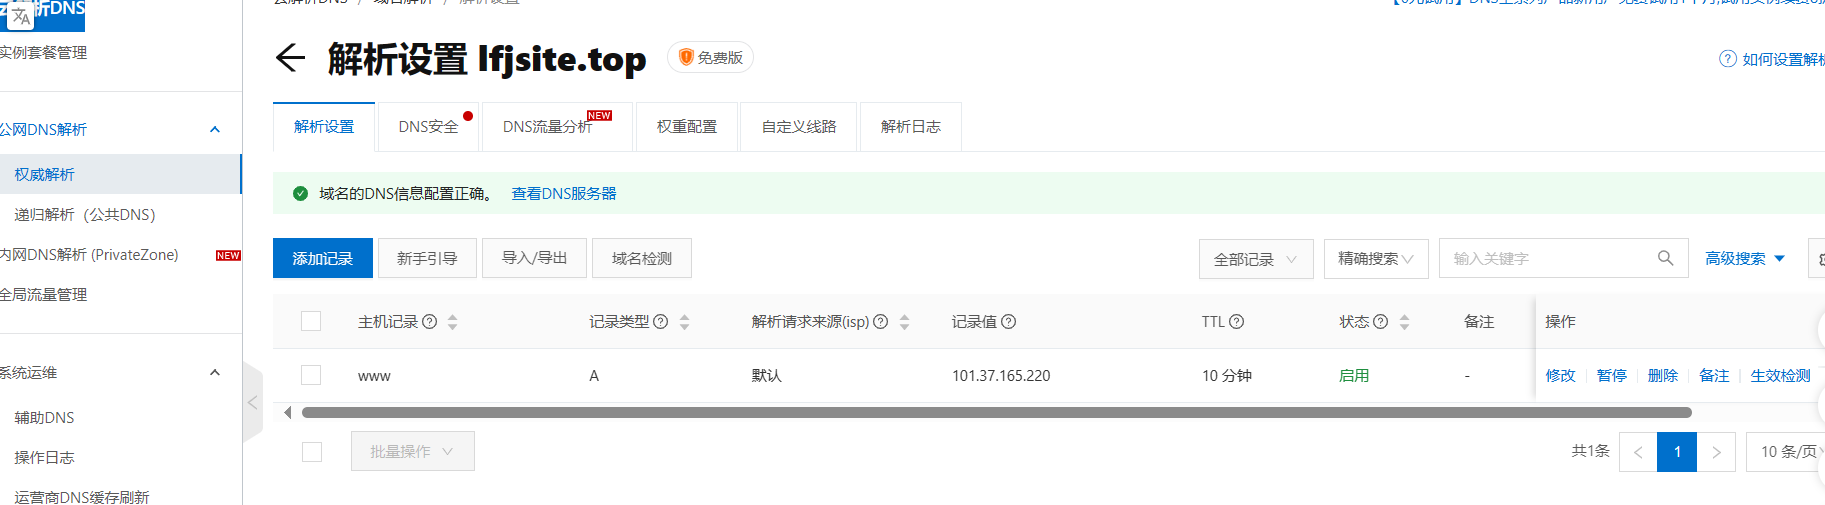 析DNS
云解析DNS / 域名解析 / 解析设置
实例套餐管理
解析设置 lfjsite.top
免费版
如何设置解析
公网DNS解析
解析设置
DNS安全
DNS流量分析
NEW
权重配置
自定义线路
解析日志
权威解析
域名的DNS信息配置正确。 查看DNS服务器
递归解析（公共DNS）
内网DNS解析 (PrivateZone)
NEW
添加记录
新手引导
导入/导出
域名检测
全部记录
精确搜索
输入关键字
高级搜索
全局流量管理
主机记录 记录类型 解析请求来源(isp) 记录值 TTL 状态 备注 操作
系统运维
www A 默认 101.37.165.220 10 分钟 启用 - 修改 暂停 删除 备注 生效检测
辅助DNS
批量操作
共1条
1
10 条/页
操作日志
运营商DNS缓存刷新